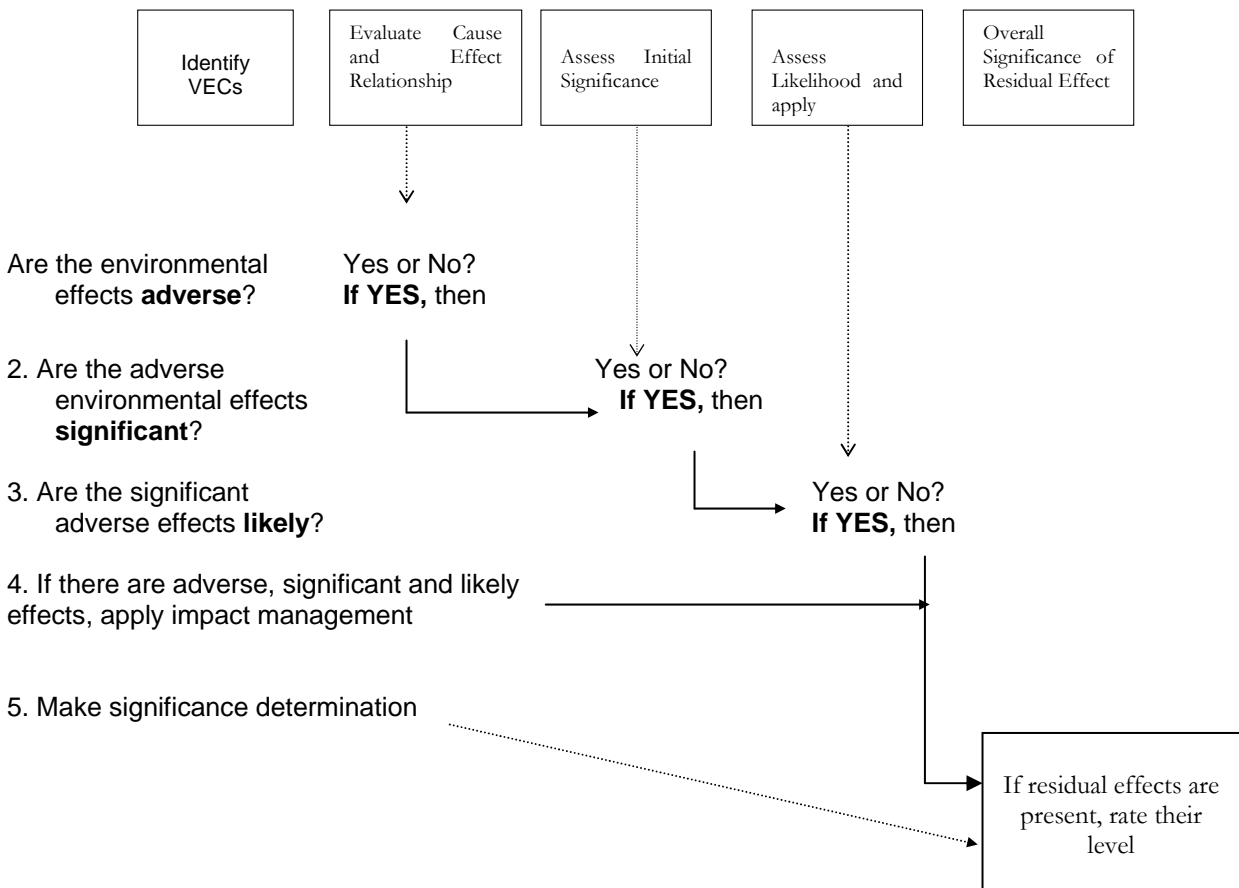 Identify
VECs
Evaluate Cause
and Effect
Relationship
Assess Initial
Significance
Assess
Likelihood and
apply
Overall
Significance of
Residual Effect
Are the environmental
effects adverse?
Yes or No?
If YES, then
2. Are the adverse
environmental effects
significant?
Yes or No?
If YES, then
3. Are the significant
adverse effects likely?
Yes or No?
If YES, then
4. If there are adverse, significant and likely
effects, apply impact management
5. Make significance determination
If residual effects are
present, rate their
level